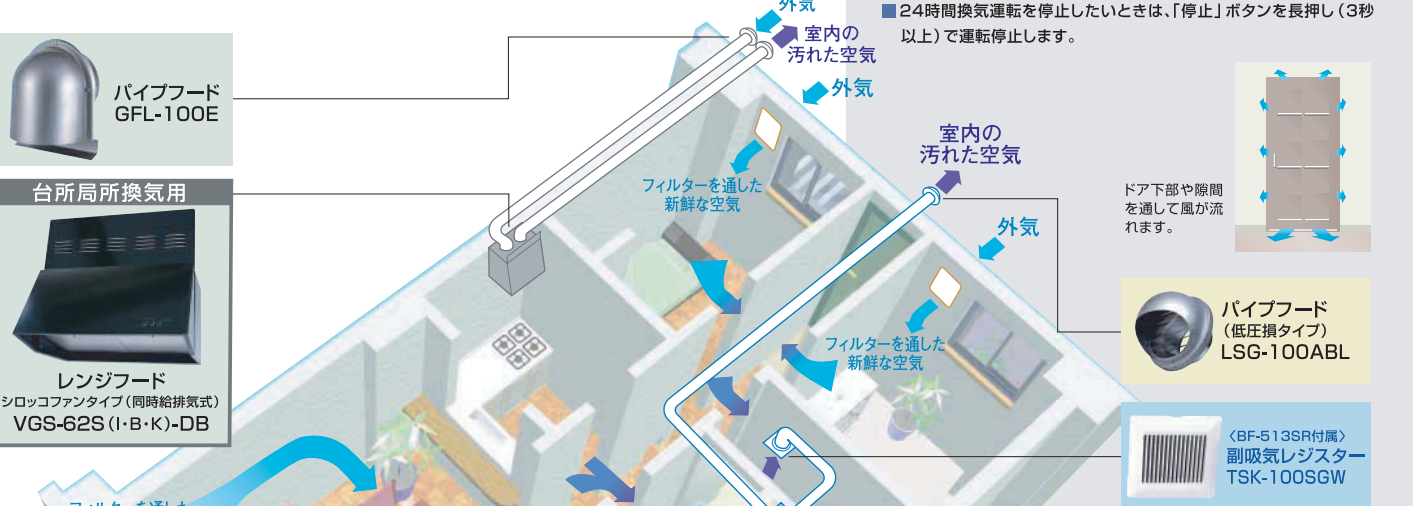 外気
室内の
汚れた空気
■24時間換気運転を停止したいときは、「停止」ボタンを長押し(3秒
以上)で運転停止します。
パイプフード
GFL-100E
外気
室内の
汚れた空気
フィルターを通した
新鮮な空気
ドア下部や隙間
を通して風が流
れます。
台所局所換気用
レンジフード
シロッコファンタイプ(同時給排気式)
VGS-62S(I・B・K)-DB
外気
フィルターを通した
新鮮な空気
パイプフード
(低圧損タイプ)
LSG-100ABL
〈BF-513SR付属〉
副吸気レジスター
TSK-100SGW
フィルターを通した